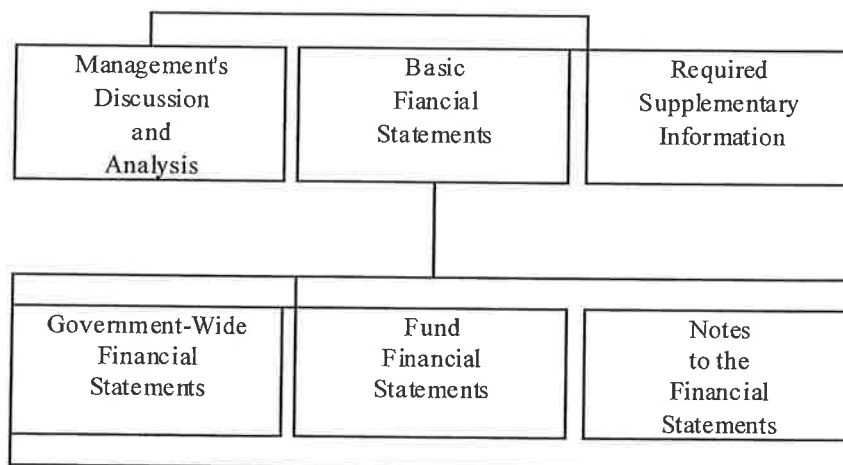 Management's
Discussion
and
Analysis
Basic
Fiancial
Statements
Required
Supplementary
Information
Government-Wide
Financial
Statements
Fund
Financial
Statements
Notes
to the
Financial
Statements